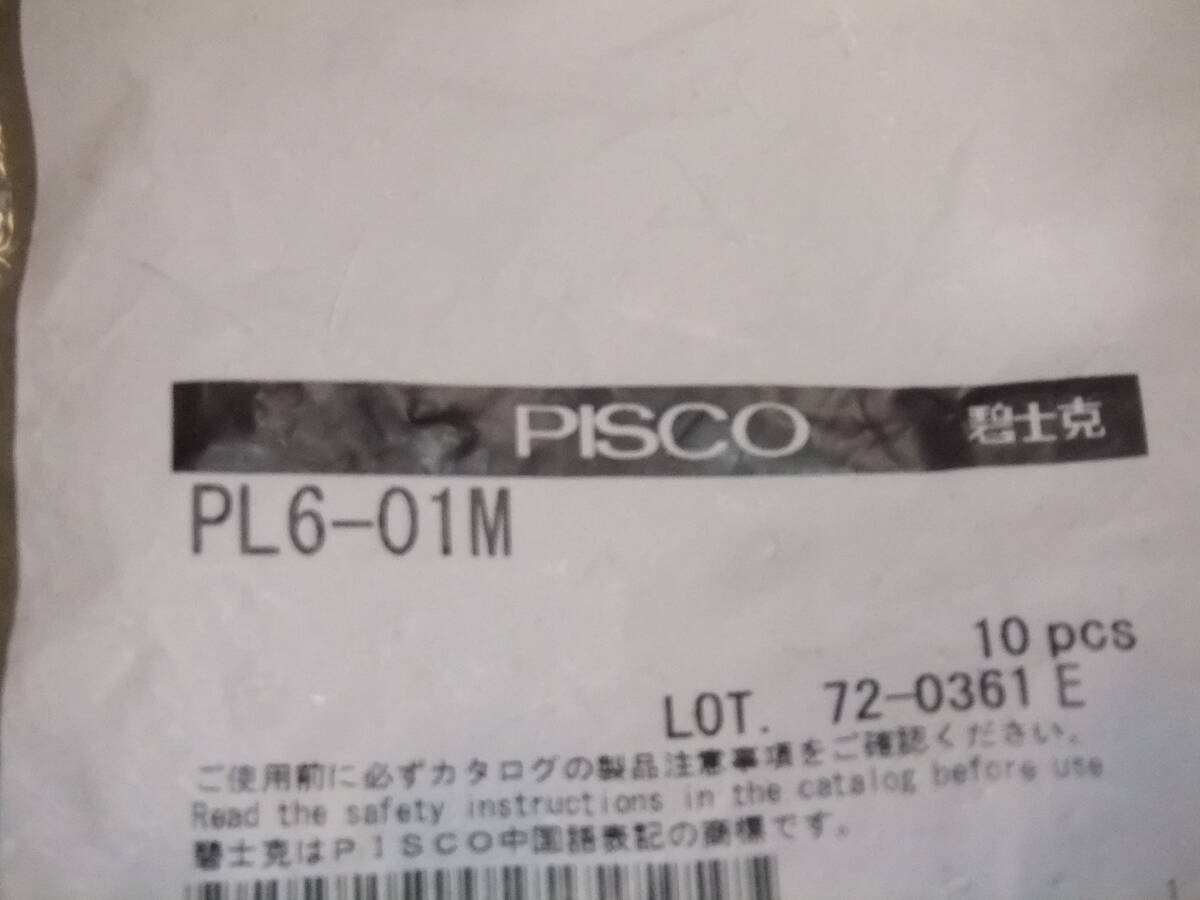 PISCO 碧士克
PL6-01M
10 pcs
LOT. 72-0361 E
ご使用前に必ずカタログの製品注意事項をご確認ください。
Read the safety instructions in the catalog before use
碧士克はPISCO中国語表記の商標です。
1